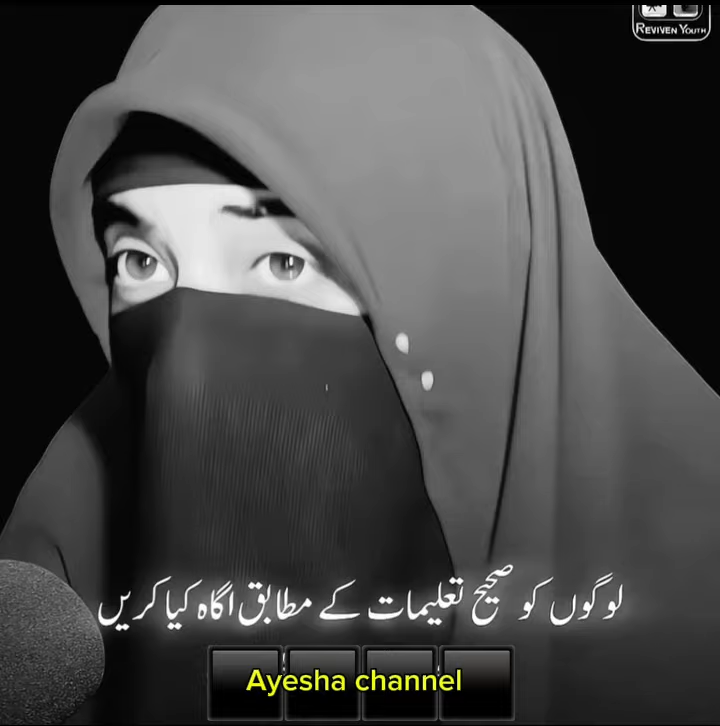 REVIVEN YOUTH
لوگوں کو صحیح تعلیمات کے مطابق اگاہ کیا کریں
Ayesha channel